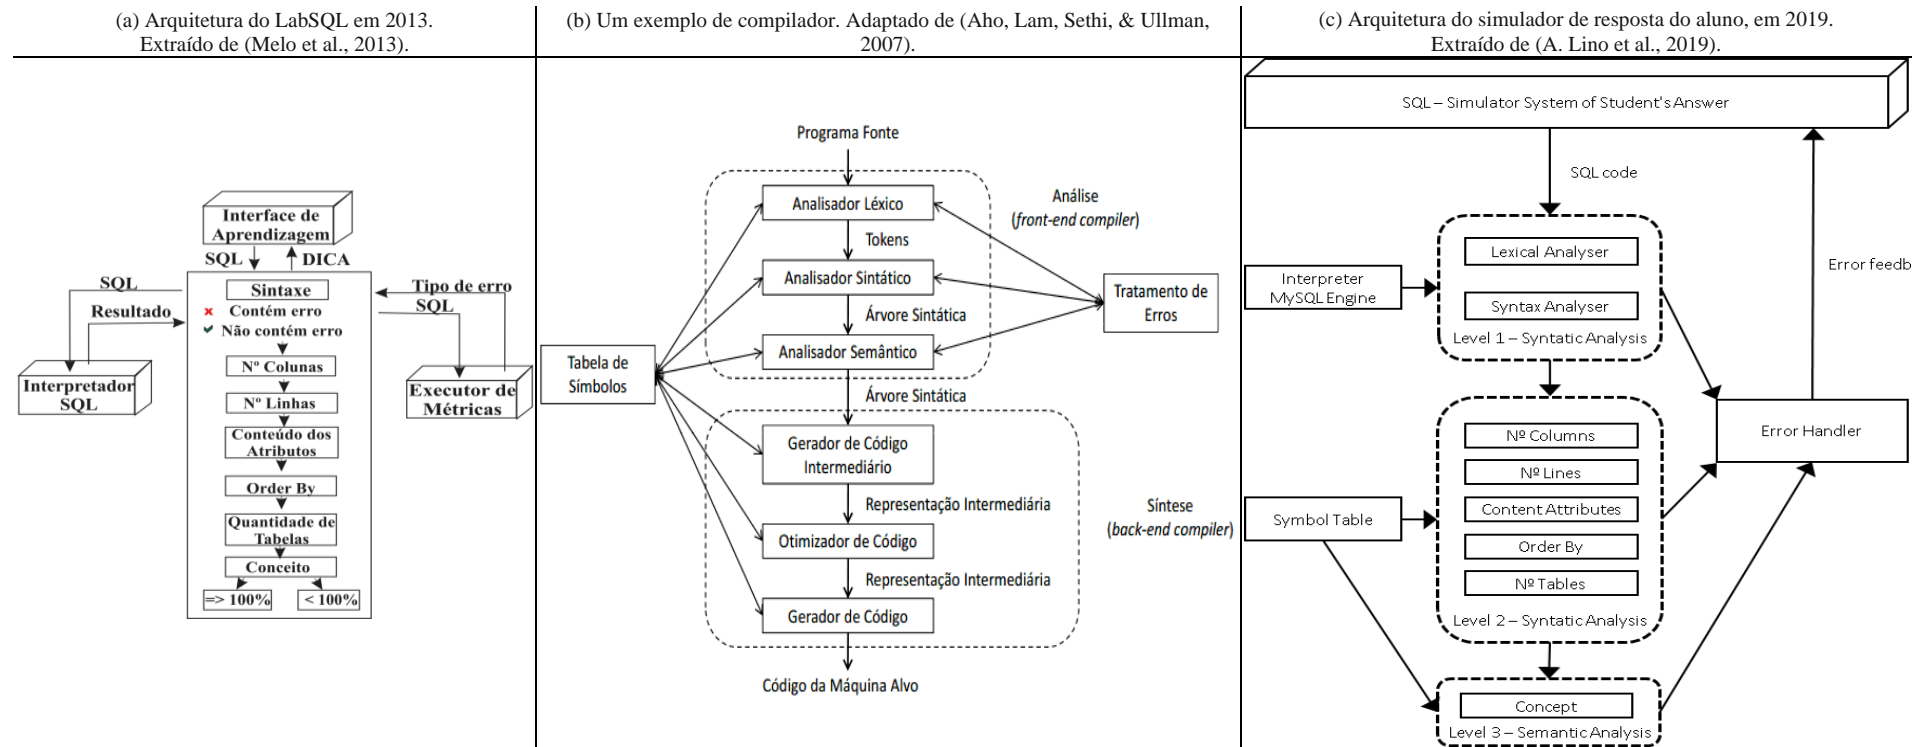 (a) Arquitetura do LabSQL em 2013.
Extraído de (Melo et al., 2013).
Interface de
Aprendizagem
SQL
DICA
SQL
Resultado
Sintaxe
Contém erro
Não contém erro
Tipo de erro
SQL
Nº Colunas
Interpretador
SQL
Executor de
Métricas
Nº Linhas
Conteúdo dos
Atributos
Order By
Quantidade de
Tabelas
Conceito
=> 100%
< 100%
(b) Um exemplo de compilador. Adaptado de (Aho, Lam, Sethi, & Ullman,
2007).
Programa Fonte
Analisador Léxico
Análise
(front-end compiler)
Tokens
Analisador Sintático
Tratamento de
Erros
Árvore Sintática
Analisador Semântico
Tabela de
Símbolos
Árvore Sintática
Gerador de Código
Intermediário
Representação Intermediária
Síntese
(back-end compiler)
Otimizador de Código
Representação Intermediária
Gerador de Código
Código da Máquina Alvo
(c) Arquitetura do simulador de resposta do aluno, em 2019.
Extraído de (A. Lino et al., 2019).
SQL – Simulator System of Student's Answer
SQL code
Lexical Analyser
Error feedb
Interpreter
MySQL Engine
Syntax Analyser
Level 1 – Syntatic Analysis
Nº Columns
Error Handler
Nº Lines
Content Attributes
Symbol Table
Order By
Nº Tables
Level 2 – Syntatic Analysis
Concept
Level 3 – Semantic Analysis